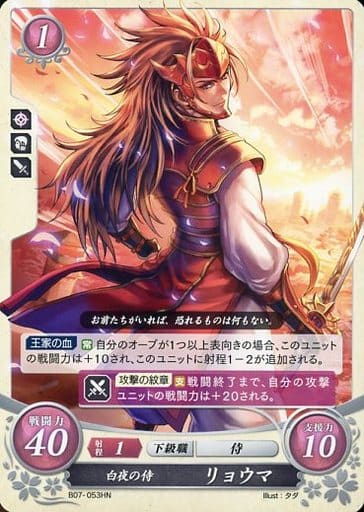 1
お前たちがいれば、恐れるものは何もない。
王家の血 常 自分のオーブが1つ以上表向きの場合、このユニット
の戦闘力は+10され、このユニットに射程1-2が追加される。
攻撃の紋章 支 戦闘終了まで、自分の攻撃
ユニットの戦闘力は+20される。
戦闘力
40
射程 1
下級職
侍
支援力
10
白夜の侍 リョウマ
B07-053HN
Illust:タダ